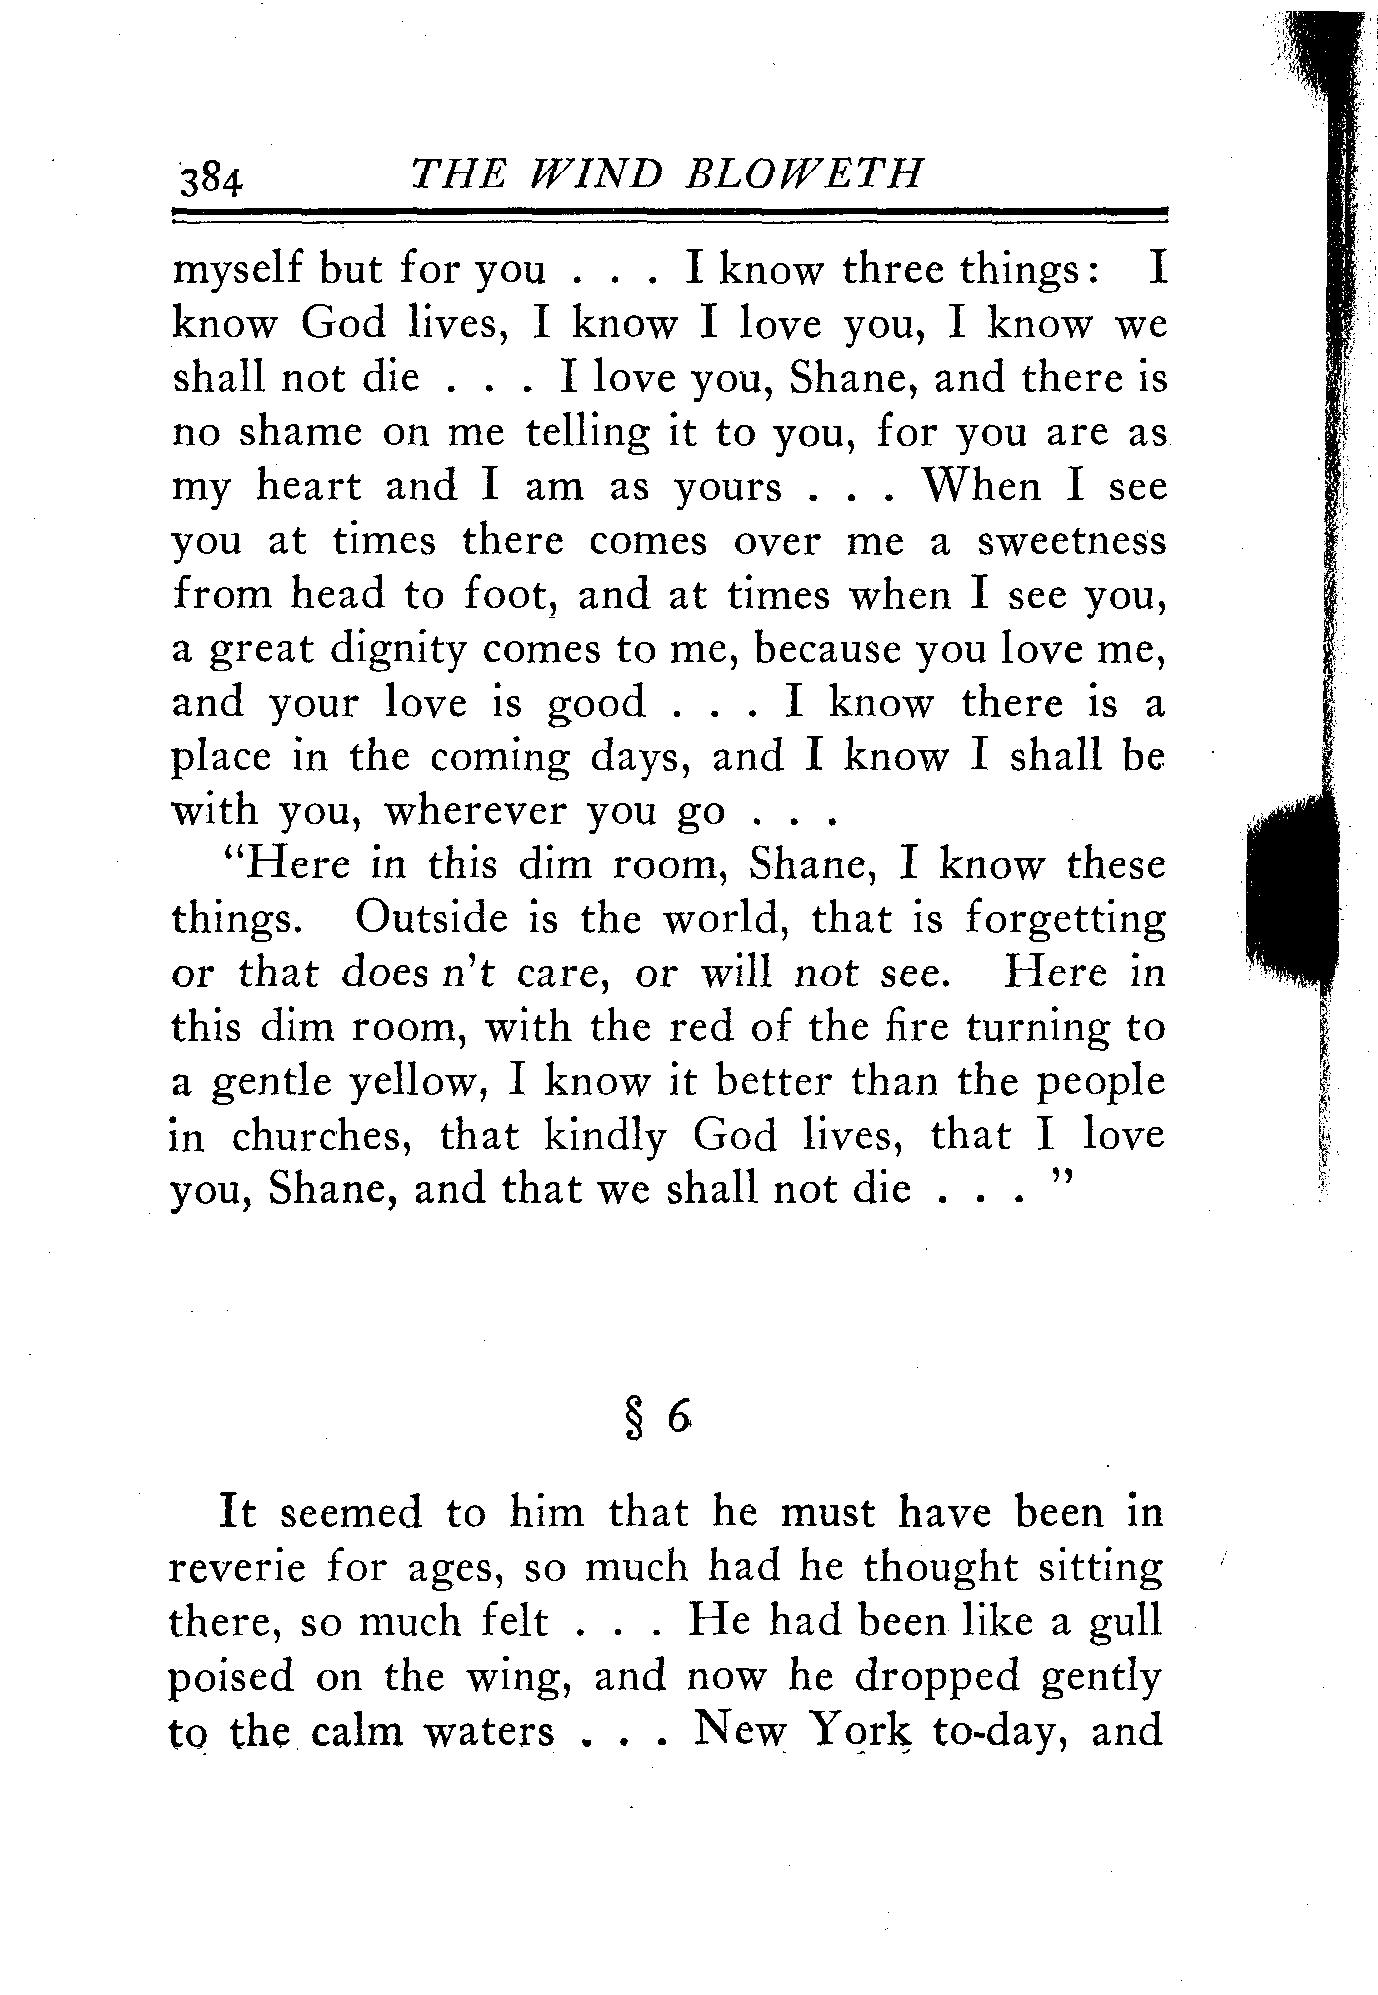 384 THE WIND BLOWETH
myself but for you . . . I know three things: I
know God lives, I know I love you, I know we
shall not die . . . I love you, Shane, and there is
no shame on me telling it to you, for you are as
my heart and I am as yours . . . When I see
you at times there comes over me a sweetness
from head to foot, and at times when I see you,
a great dignity comes to me, because you love me,
and your love is good . . . I know there is a
place in the coming days, and I know I shall be
with you, wherever you go . . .
"Here in this dim room, Shane, I know these
things. Outside is the world, that is forgetting
or that does n't care, or will not see. Here in
this dim room, with the red of the fire turning to
a gentle yellow, I know it better than the people
in churches, that kindly God lives, that I love
you, Shane, and that we shall not die . . . "
§ 6
It seemed to him that he must have been in
reverie for ages, so much had he thought sitting
there, so much felt . . . He had been like a gull
poised on the wing, and now he dropped gently
to the calm waters . . . New York to-day, and